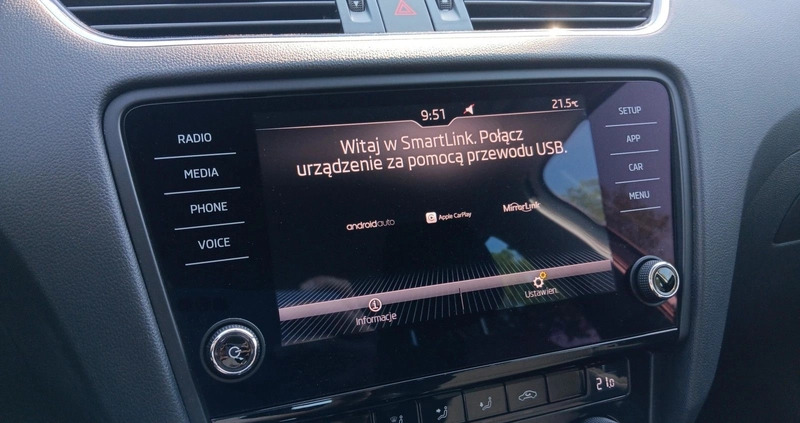 9:51
21.5°C
RADIO
MEDIA
PHONE
VOICE
Witaj w SmartLink. Połącz
urządzenie za pomocą przewodu USB.
androidauto
Apple CarPlay
MirrorLink
Informacje
Ustawien.
SETUP
APP
CAR
MENU
21.0